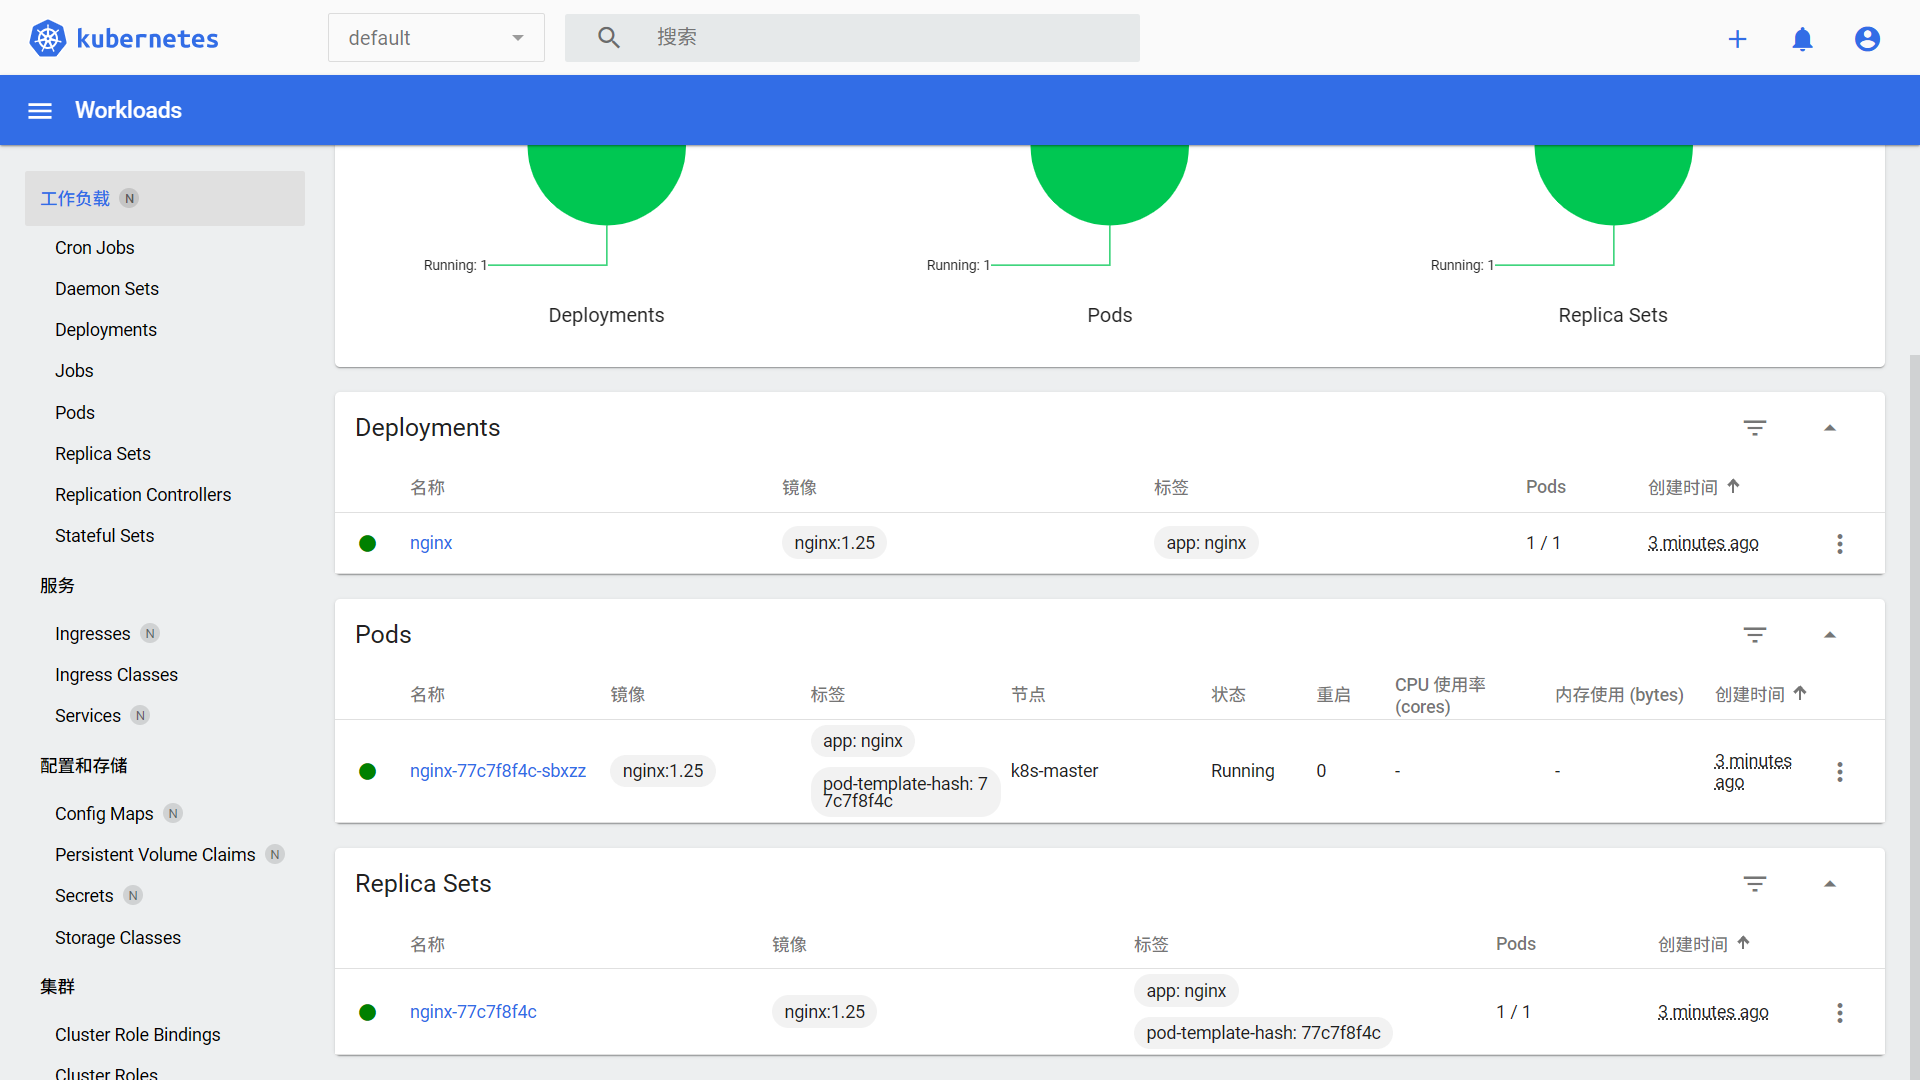 kubernetes
default
搜索
Workloads
工作负载 N
Cron Jobs
Daemon Sets
Deployments
Jobs
Pods
Replica Sets
Replication Controllers
Stateful Sets
服务
Ingresses N
Ingress Classes
Services N
配置和存储
Config Maps N
Persistent Volume Claims N
Secrets N
Storage Classes
集群
Cluster Role Bindings
Cluster Roles
Running: 1
Deployments
Running: 1
Pods
Running: 1
Replica Sets
Deployments
名称 镜像 标签 Pods 创建时间
nginx nginx:1.25 app: nginx 1 / 1 3 minutes ago
Pods
名称 镜像 标签 节点 状态 重启 CPU 使用率 (cores) 内存使用 (bytes) 创建时间
nginx-77c7f8f4c-sbxzz nginx:1.25 app: nginx
pod-template-hash: 7
7c7f8f4c
k8s-master Running 0 - - 3 minutes
ago
Replica Sets
名称 镜像 标签 Pods 创建时间
nginx-77c7f8f4c nginx:1.25 app: nginx
pod-template-hash: 77c7f8f4c
1 / 1 3 minutes ago